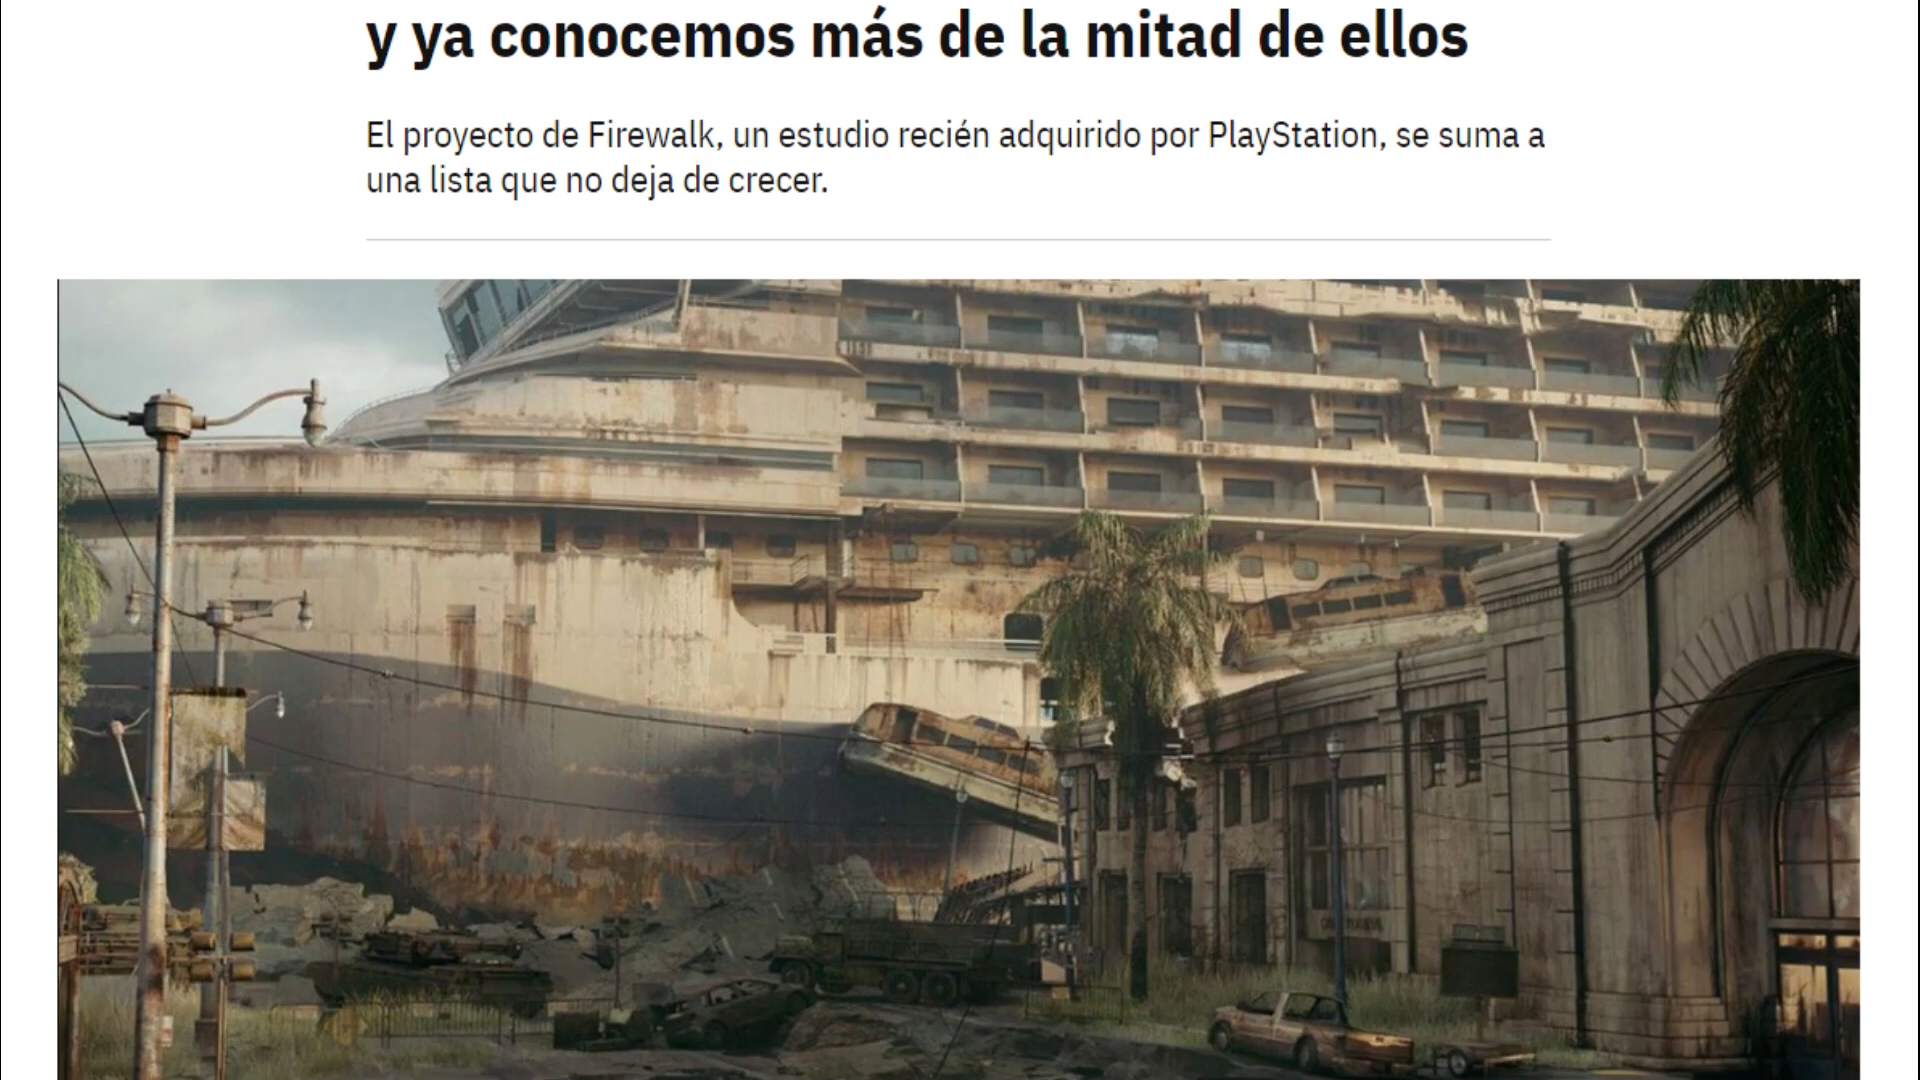 y ya conocemos más de la mitad de ellos
El proyecto de Firewalk, un estudio recién adquirido por PlayStation, se suma a
una lista que no deja de crecer.